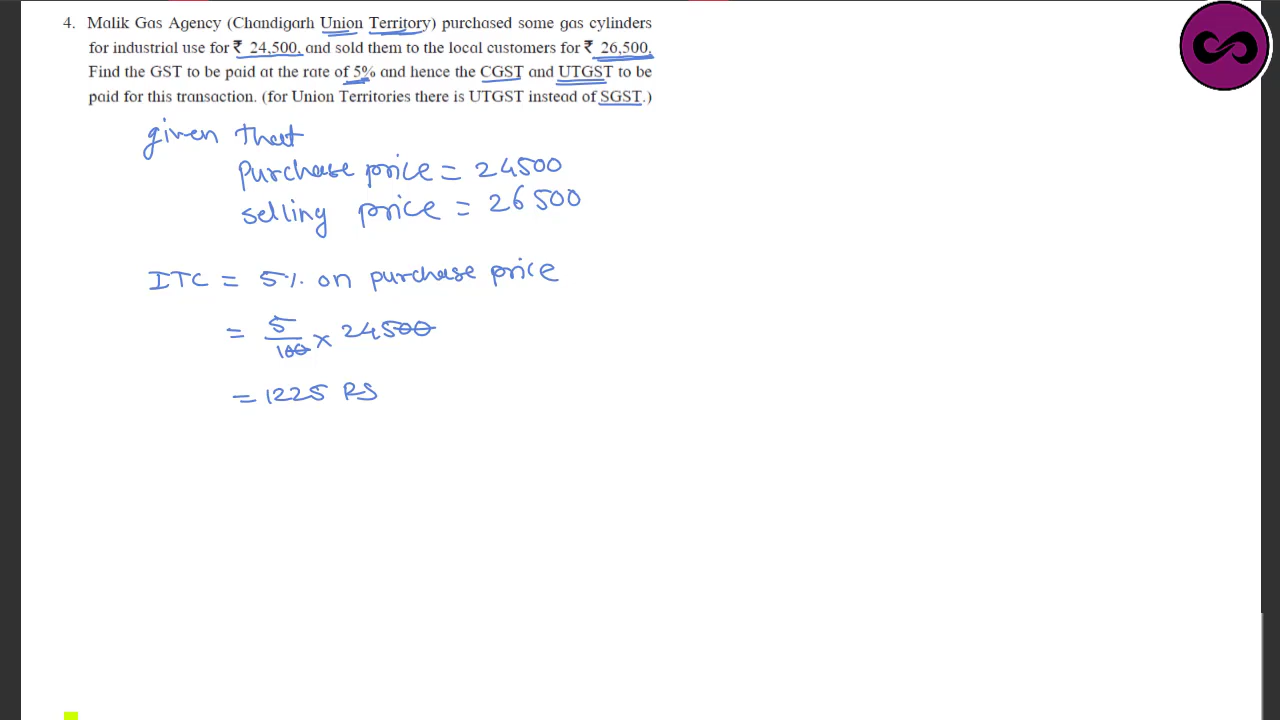 4. Malik Gas Agency (Chandigarh Union Territory) purchased some gas cylinders
for industrial use for ₹ 24,500, and sold them to the local customers for ₹ 26,500.
Find the GST to be paid at the rate of 5% and hence the CGST and UTGST to be
paid for this transaction. (for Union Territories there is UTGST instead of SGST.)
given that
purchase price = 24500
selling price = 26500
ITC = 5% on purchase price
= 5/100 x 24500
= 1225 RS